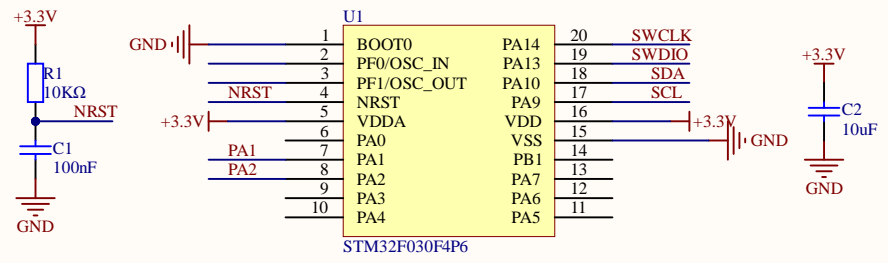 +3.3V
R1
10KΩ
NRST
C1
100nF
GND
U1
GND
1 BOOT0 PA14 20 SWCLK
2 PF0/OSC_IN PA13 19 SWDIO
3 PF1/OSC_OUT PA10 18 SDA
NRST 4 NRST PA9 17 SCL
+3.3V 5 VDDA VDD 16 +3.3V
6 PA0 VSS 15 GND
PA1 7 PA1 PB1 14
PA2 8 PA2 PA7 13
9 PA3 PA6 12
10 PA4 PA5 11
STM32F030F4P6
+3.3V
C2
10uF
GND